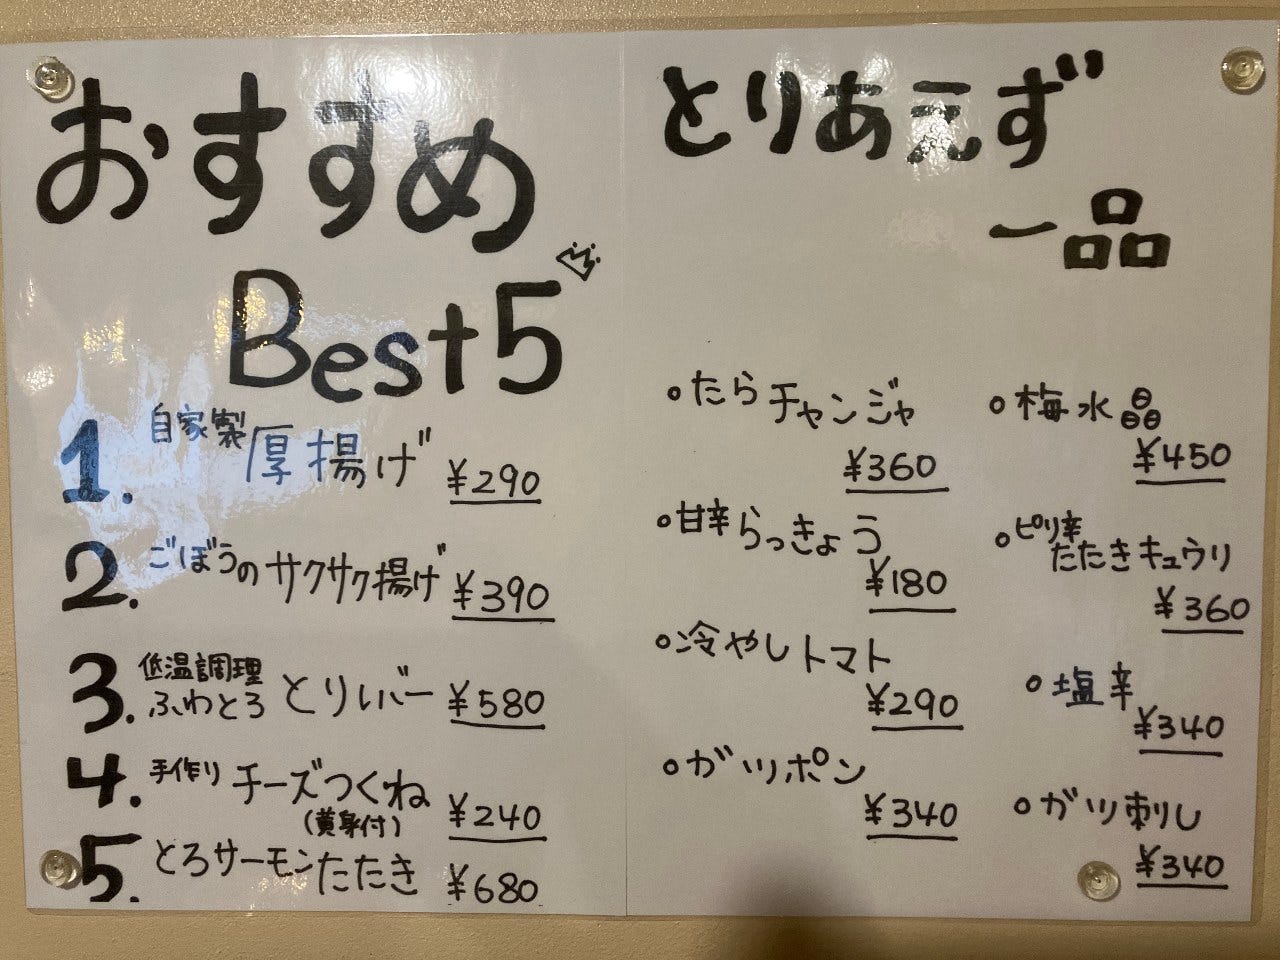 おすすめ
Best5
1. 自家製 厚揚げ ¥290
2. ごぼうのサクサク揚げ ¥390
3. 低温調理
ふわとろ とりレバー ¥580
4. 手作り チーズつくね
(黄身付) ¥240
5. とろサーモンたたき ¥680
とりあえず
一品
・たらチャンジャ
¥360
・甘辛らっきょう
¥180
・冷やしトマト
¥290
・ガツポン
¥340
・梅水晶
¥450
・ピリ辛
たたきキュウリ
¥360
・塩辛
¥340
・ガツ刺し
¥340